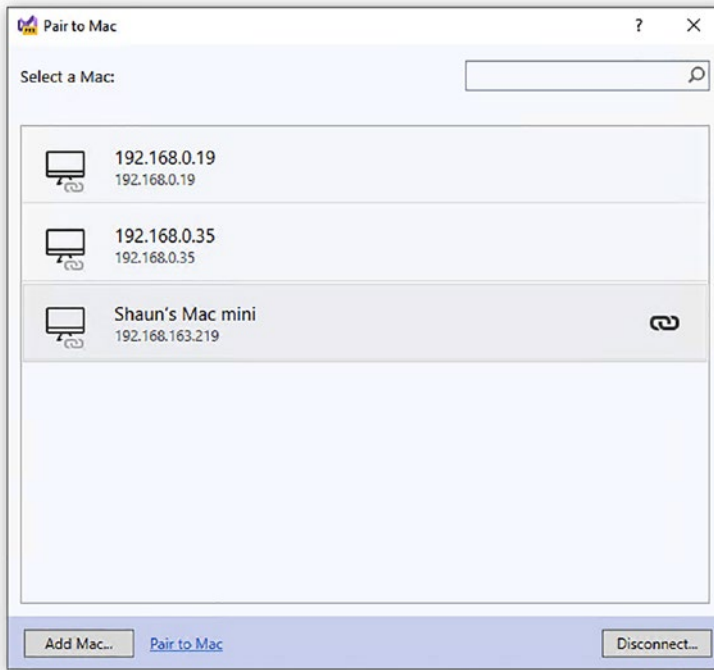 Pair to Mac
?
Select a Mac:
192.168.0.19
192.168.0.19
192.168.0.35
192.168.0.35
Shaun's Mac mini
192.168.163.219
Add Mac... Pair to Mac Disconnect...